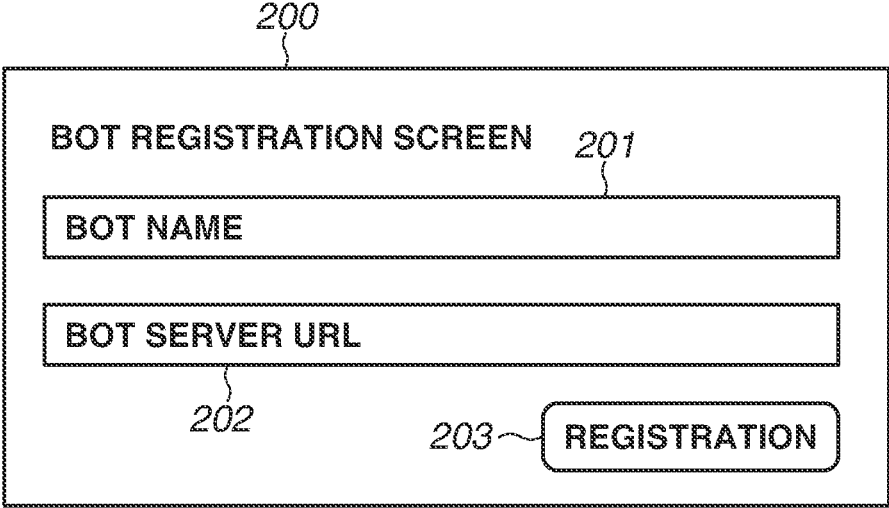 200
BOT REGISTRATION SCREEN
201
BOT NAME
BOT SERVER URL
202
203
REGISTRATION